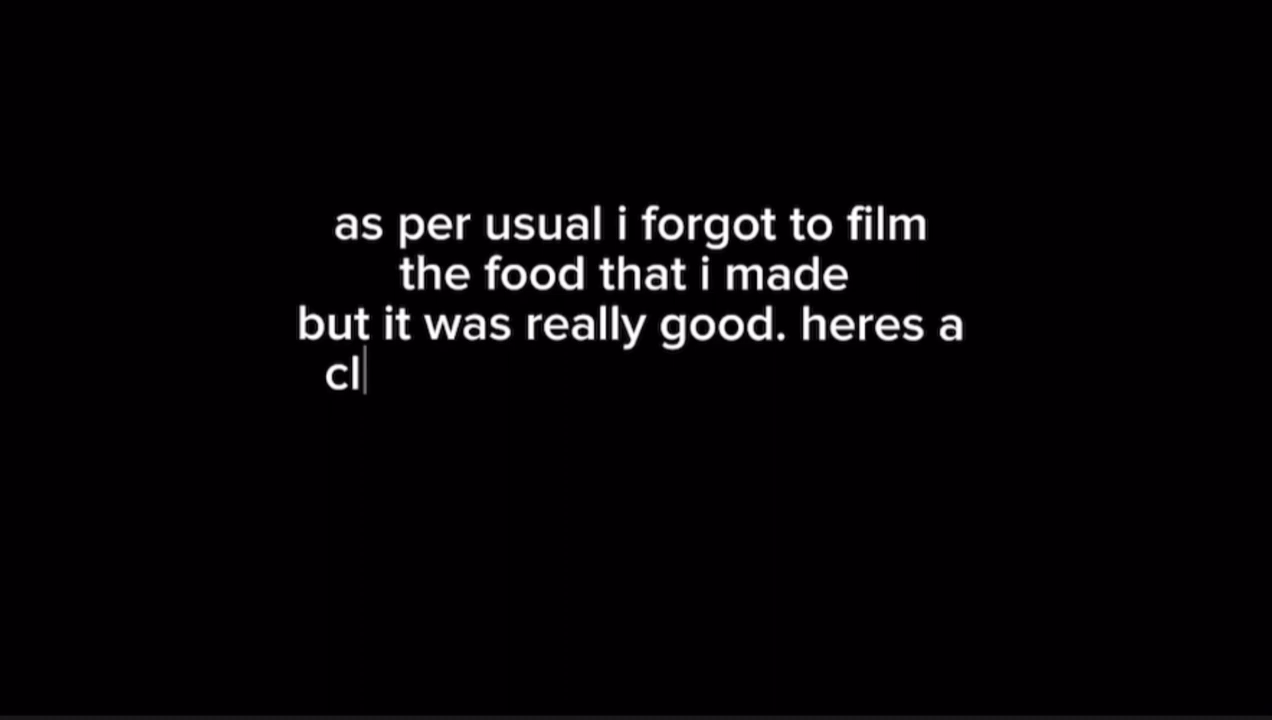 as per usual i forgot to film
the food that i made
but it was really good. heres a
cl